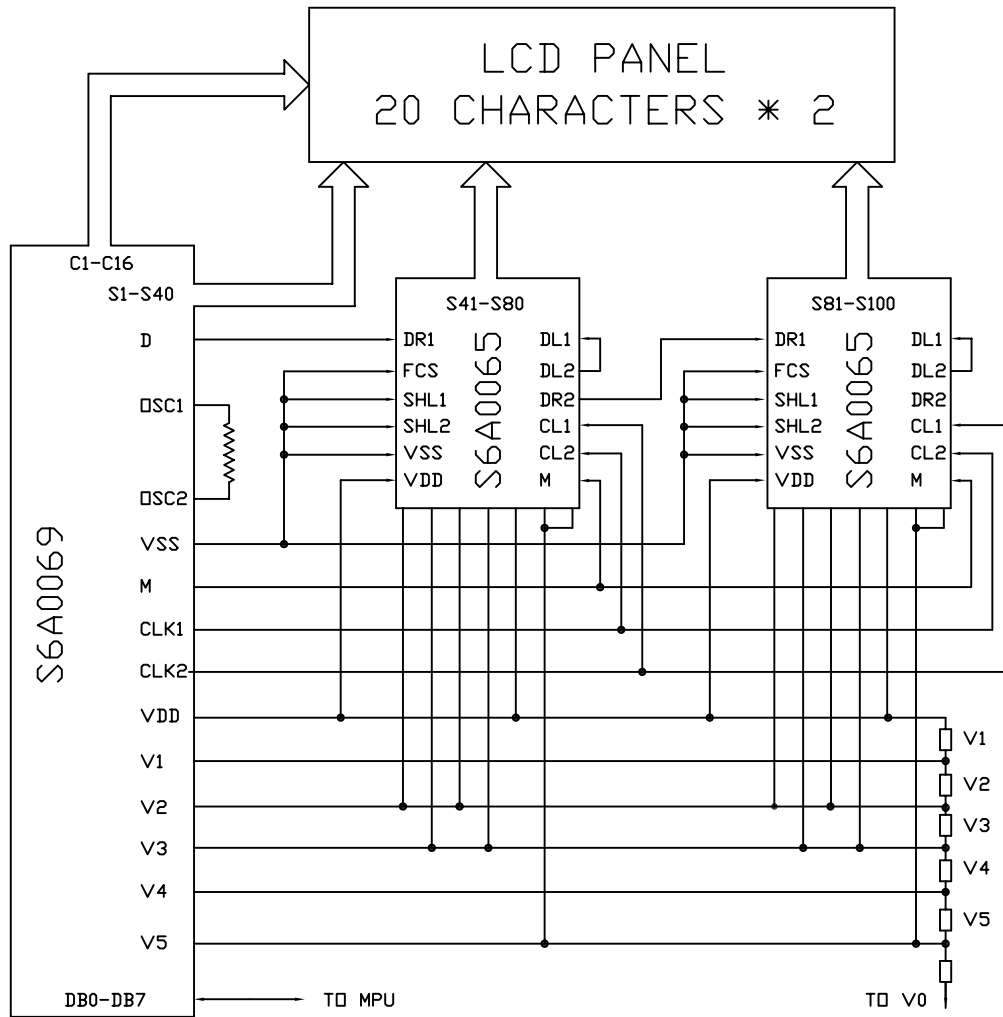 LCD PANEL
20 CHARACTERS * 2
C1-C16
S1-S40
D
OSC1
OSC2
VSS
M
CLK1
CLK2
VDD
V1
V2
V3
V4
V5
DB0-DB7
S6A0069
TO MPU
S41-S80
DR1
FCS
SHL1
SHL2
VSS
VDD
S6A0065
DL1
DL2
DR2
CL1
CL2
M
S81-S100
DR1
FCS
SHL1
SHL2
VSS
VDD
S6A0065
DL1
DL2
DR2
CL1
CL2
M
V1
V2
V3
V4
V5
TO V0